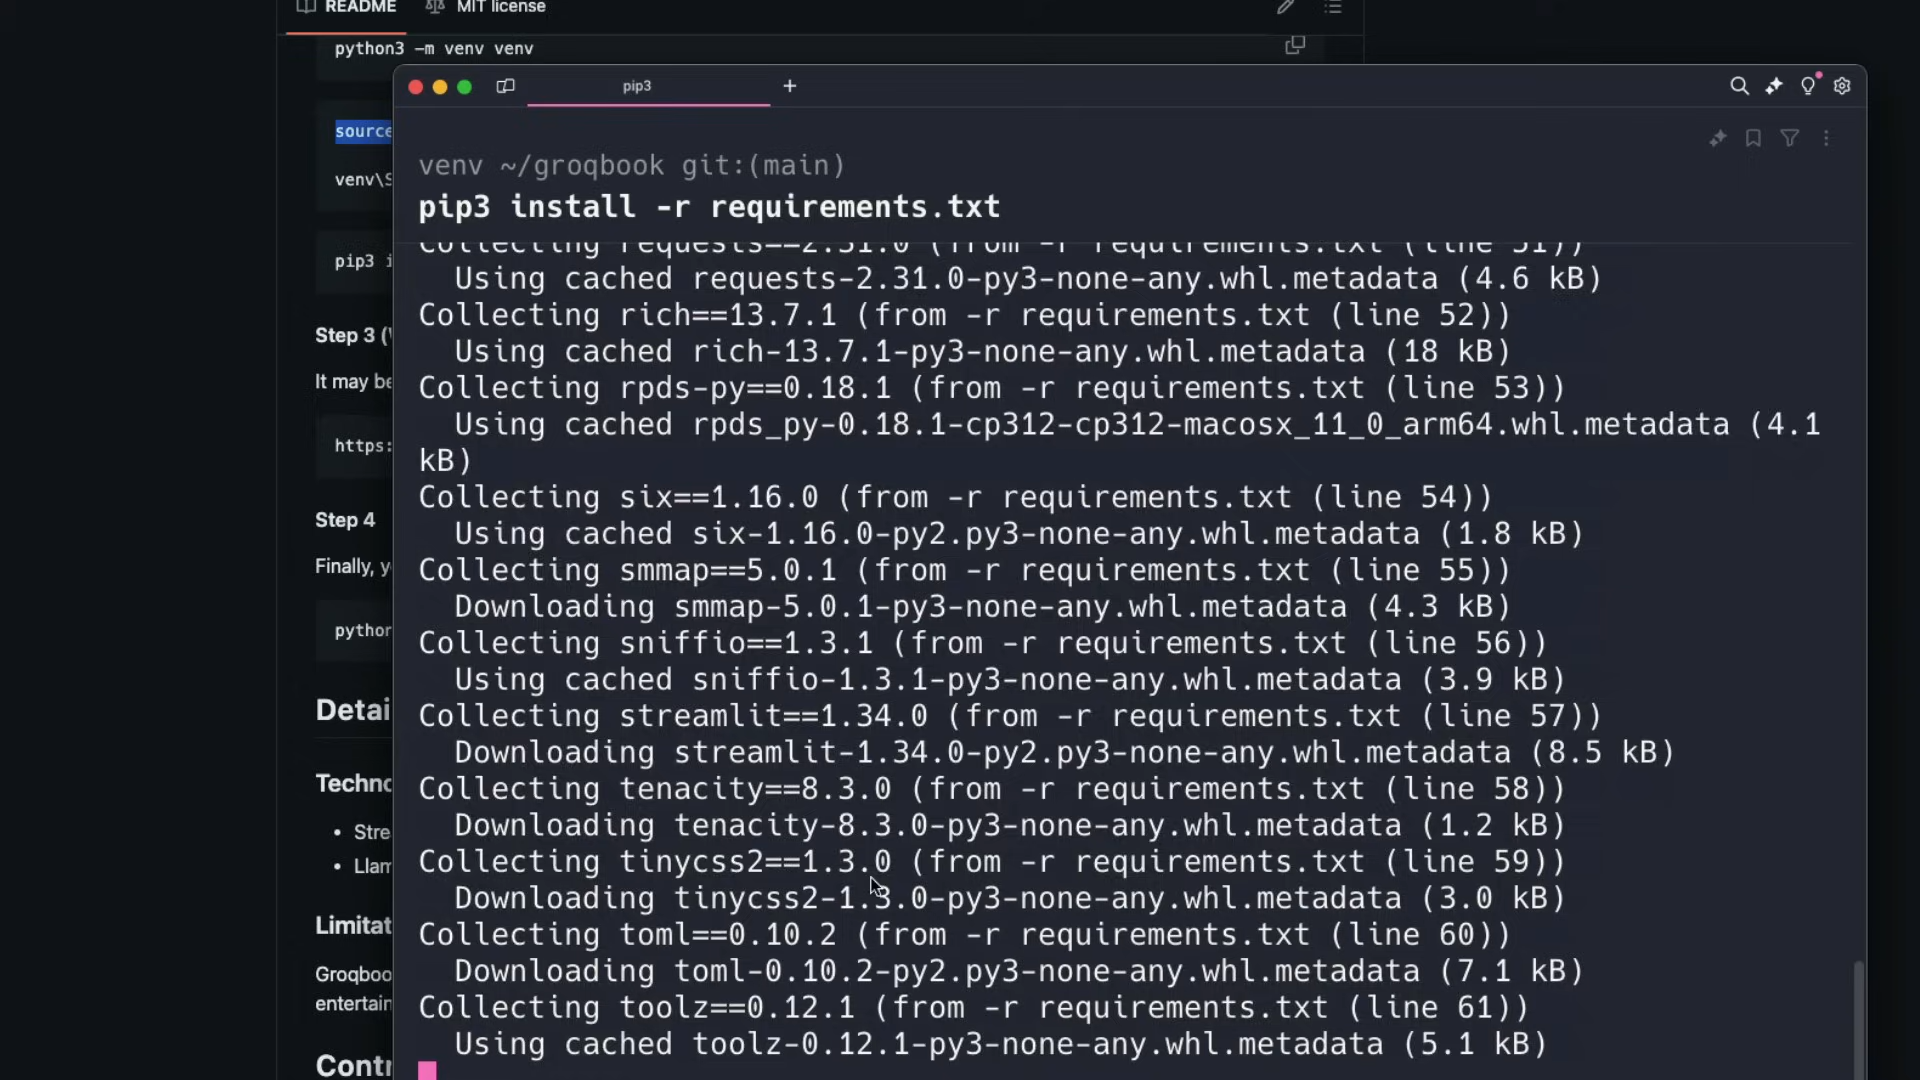 README MIT license
python3 -m venv venv
pip3
source
venv\S
venv ~/groqbook git:(main)
pip3 install -r requirements.txt
Collecting requests==2.31.0 (from -r requirements.txt (line 51))
Using cached requests-2.31.0-py3-none-any.whl.metadata (4.6 kB)
pip3 i
Collecting rich==13.7.1 (from -r requirements.txt (line 52))
Step 3 (
Using cached rich-13.7.1-py3-none-any.whl.metadata (18 kB)
It may be
Collecting rpds-py==0.18.1 (from -r requirements.txt (line 53))
Using cached rpds_py-0.18.1-cp312-cp312-macosx_11_0_arm64.whl.metadata (4.1
kB)
https:
Collecting six==1.16.0 (from -r requirements.txt (line 54))
Step 4
Using cached six-1.16.0-py2.py3-none-any.whl.metadata (1.8 kB)
Finally, y
Collecting smmap==5.0.1 (from -r requirements.txt (line 55))
Downloading smmap-5.0.1-py3-none-any.whl.metadata (4.3 kB)
python
Collecting sniffio==1.3.1 (from -r requirements.txt (line 56))
Using cached sniffio-1.3.1-py3-none-any.whl.metadata (3.9 kB)
Detai
Collecting streamlit==1.34.0 (from -r requirements.txt (line 57))
Downloading streamlit-1.34.0-py2.py3-none-any.whl.metadata (8.5 kB)
Techno
Collecting tenacity==8.3.0 (from -r requirements.txt (line 58))
Stre
Downloading tenacity-8.3.0-py3-none-any.whl.metadata (1.2 kB)
Llam
Collecting tinycss2==1.3.0 (from -r requirements.txt (line 59))
Downloading tinycss2-1.3.0-py3-none-any.whl.metadata (3.0 kB)
Limitat
Collecting toml==0.10.2 (from -r requirements.txt (line 60))
Downloading toml-0.10.2-py2.py3-none-any.whl.metadata (7.1 kB)
Groqboo
entertain
Collecting toolz==0.12.1 (from -r requirements.txt (line 61))
Using cached toolz-0.12.1-py3-none-any.whl.metadata (5.1 kB)
Contr